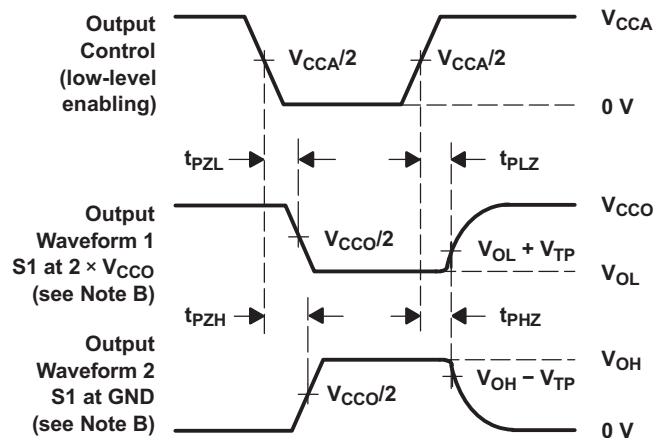 Output
Control
(low-level
enabling)
V_CCA
V_CCA/2
V_CCA/2
0 V
t_PZL
t_PLZ
Output
Waveform 1
S1 at 2 × V_CCO
(see Note B)
V_CCO
V_CCO/2
V_OL + V_TP
V_OL
t_PZH
t_PHZ
Output
Waveform 2
S1 at GND
(see Note B)
V_OH
V_CCO/2
V_OH − V_TP
0 V